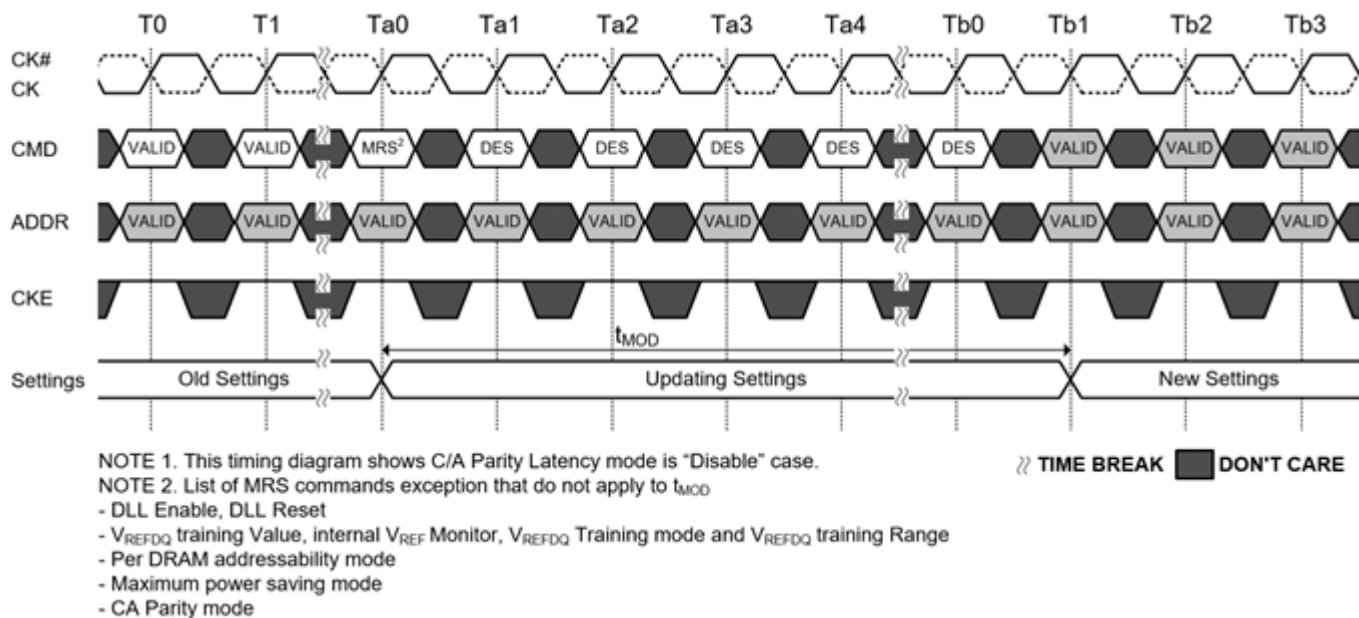 T0 T1 Ta0 Ta1 Ta2 Ta3 Ta4 Tb0 Tb1 Tb2 Tb3
CK#
CK
CMD VALID VALID MRS² DES DES DES DES DES VALID VALID VALID
ADDR VALID VALID VALID VALID VALID VALID VALID VALID VALID VALID VALID
CKE
tMOD
Settings Old Settings Updating Settings New Settings
NOTE 1. This timing diagram shows C/A Parity Latency mode is “Disable” case.
TIME BREAK DON'T CARE
NOTE 2. List of MRS commands exception that do not apply to tMOD
- DLL Enable, DLL Reset
- VREFDQ training Value, internal VREF Monitor, VREFDQ Training mode and VREFDQ training Range
- Per DRAM addressability mode
- Maximum power saving mode
- CA Parity mode